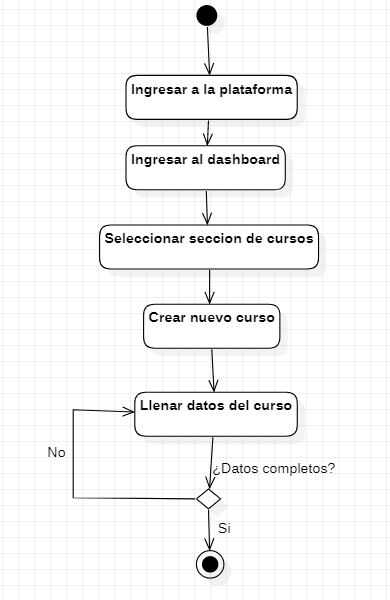 Ingresar a la plataforma
Ingresar al dashboard
Seleccionar seccion de cursos
Crear nuevo curso
Llenar datos del curso
No
¿Datos completos?
Si